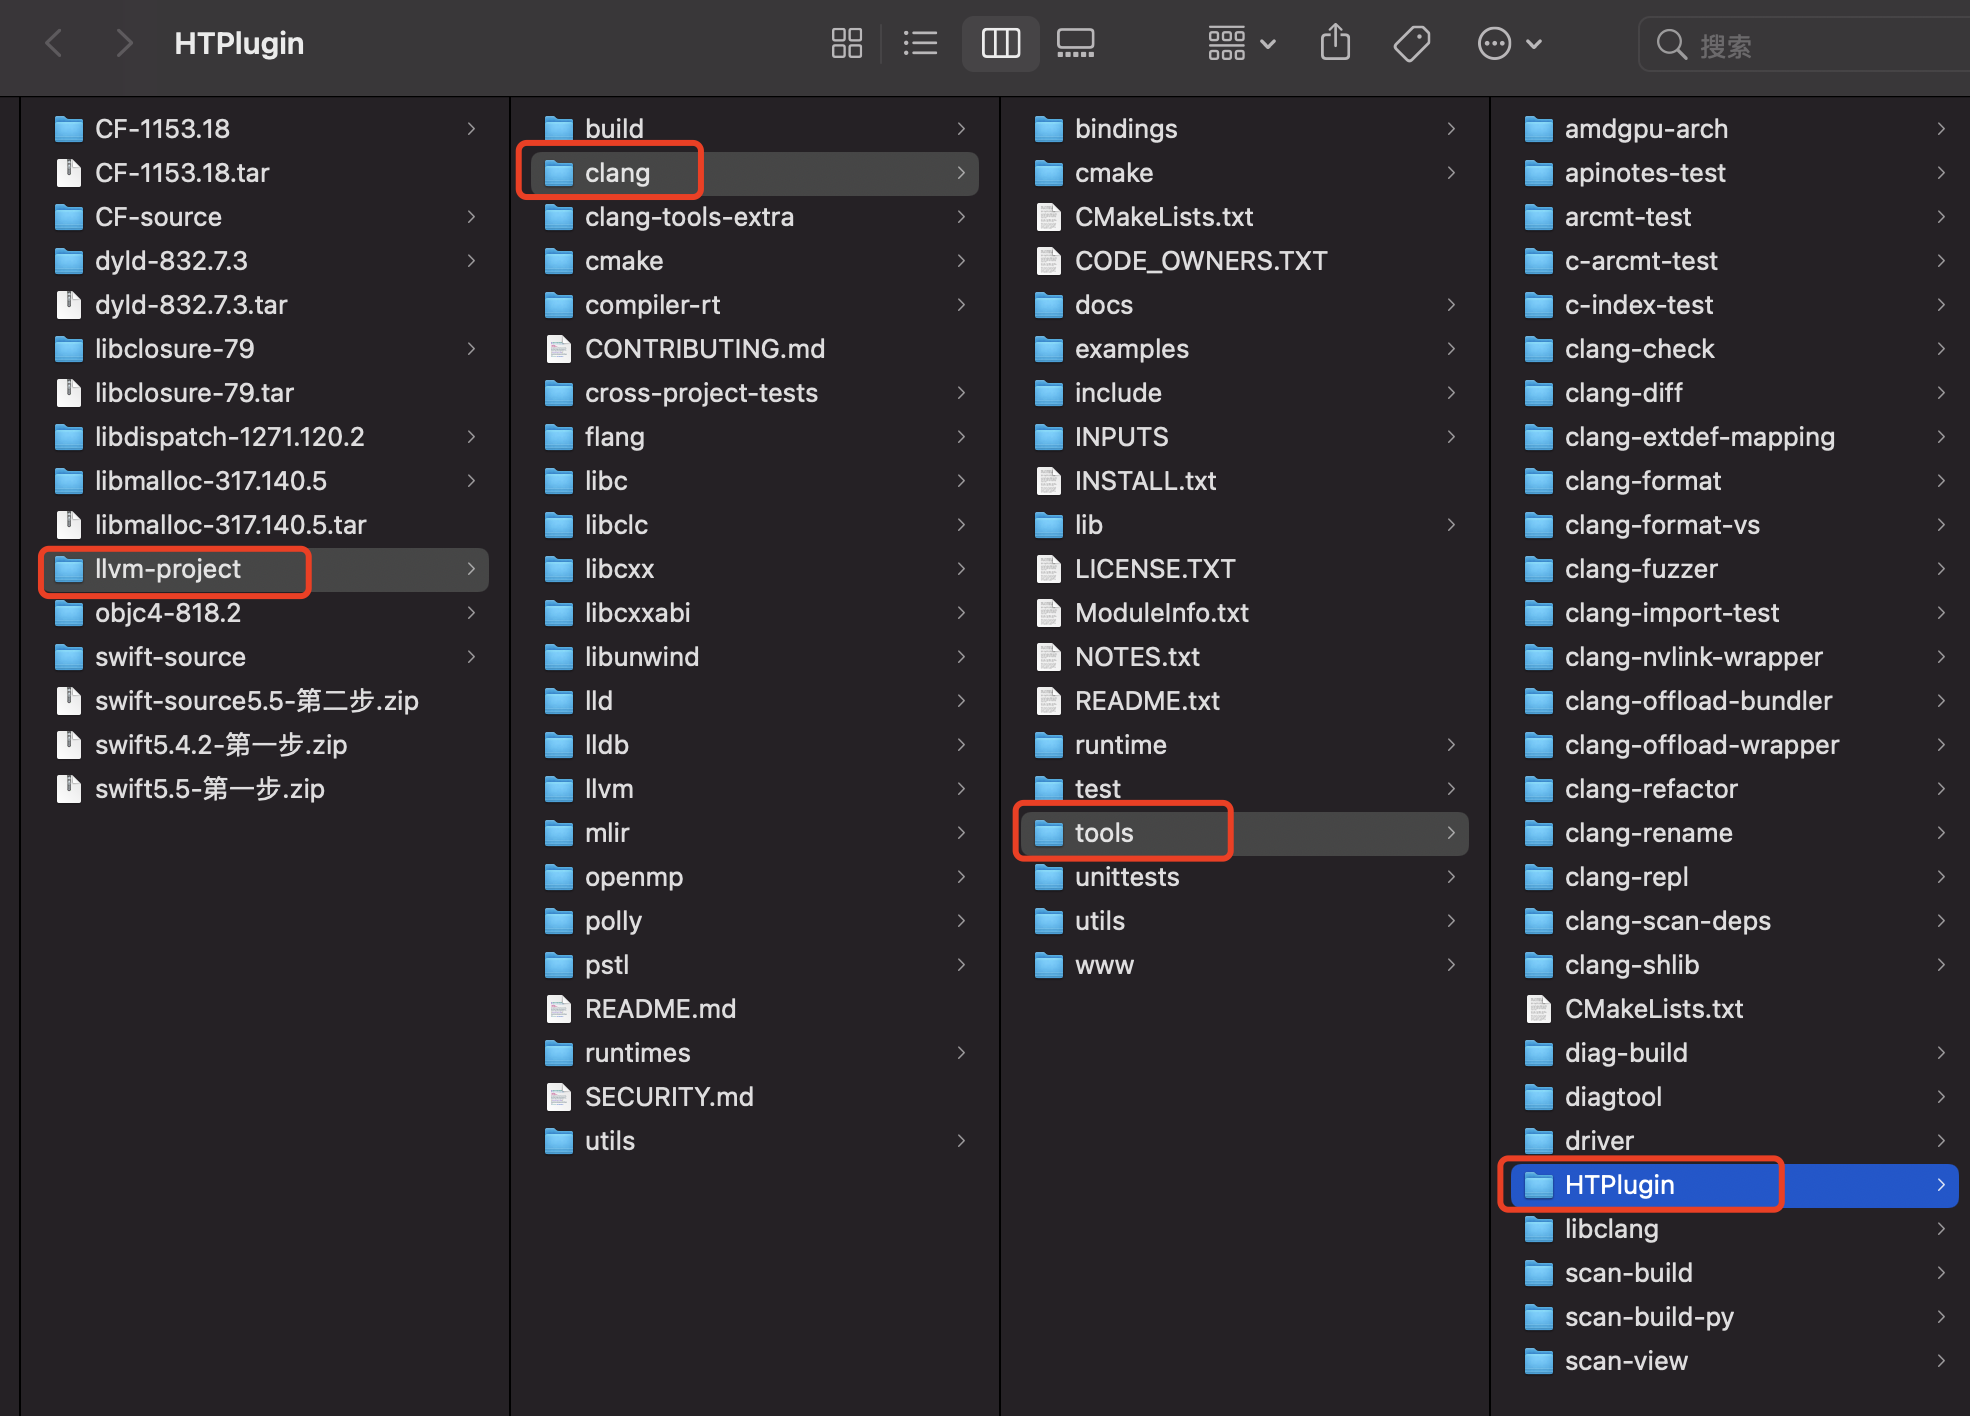 HTPlugin
搜索
CF-1153.18
CF-1153.18.tar
CF-source
dyld-832.7.3
dyld-832.7.3.tar
libclosure-79
libclosure-79.tar
libdispatch-1271.120.2
libmalloc-317.140.5
libmalloc-317.140.5.tar
llvm-project
objc4-818.2
swift-source
swift-source5.5-第二步.zip
swift5.4.2-第一步.zip
swift5.5-第一步.zip
build
clang
clang-tools-extra
cmake
compiler-rt
CONTRIBUTING.md
cross-project-tests
flang
libc
libclc
libcxx
libcxxabi
libunwind
lld
lldb
llvm
mlir
openmp
polly
pstl
README.md
runtimes
SECURITY.md
utils
bindings
cmake
CMakeLists.txt
CODE_OWNERS.TXT
docs
examples
include
INPUTS
INSTALL.txt
lib
LICENSE.TXT
ModuleInfo.txt
NOTES.txt
README.txt
runtime
test
tools
unittests
utils
www
amdgpu-arch
apinotes-test
arcmt-test
c-arcmt-test
c-index-test
clang-check
clang-diff
clang-extdef-mapping
clang-format
clang-format-vs
clang-fuzzer
clang-import-test
clang-nvlink-wrapper
clang-offload-bundler
clang-offload-wrapper
clang-refactor
clang-rename
clang-repl
clang-scan-deps
clang-shlib
CMakeLists.txt
diag-build
diagtool
driver
HTPlugin
libclang
scan-build
scan-build-py
scan-view